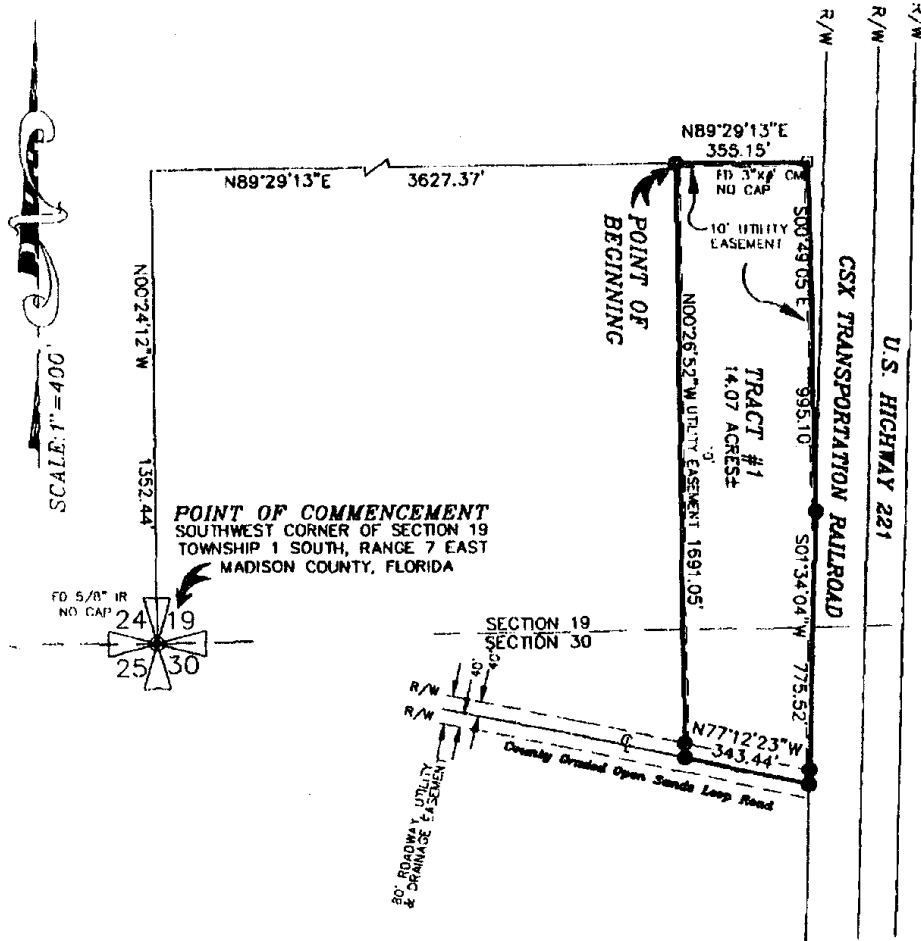 R/W
R/W
R/W
N89°29'13"E
355.15'
FD 3"X4" CM
NO CAP
N89°29'13"E 3627.37'
10' UTILITY
EASEMENT
POINT OF
BEGINNING
S00°49'05 E 995.10
CSX TRANSPORTATION RAILROAD
U.S. HIGHWAY 221
N00°24'12"W 1352.44'
SCALE:1"=400'
TRACT #1
14.07 ACRES±
N00°26'52"W UTILITY EASEMENT 1691.05'
POINT OF COMMENCEMENT
SOUTHWEST CORNER OF SECTION 19
TOWNSHIP 1 SOUTH, RANGE 7 EAST
MADISON COUNTY, FLORIDA
FD 5/8" IR
NO CAP
24 19
25 30
SECTION 19
SECTION 30
S01°34'04"W 775.52'
40'
40'
R/W
R/W
N77°12'23"W
343.44'
County Graded Open Sands Loop Road
80' ROADWAY, UTILITY
& DRAINAGE EASEMENT